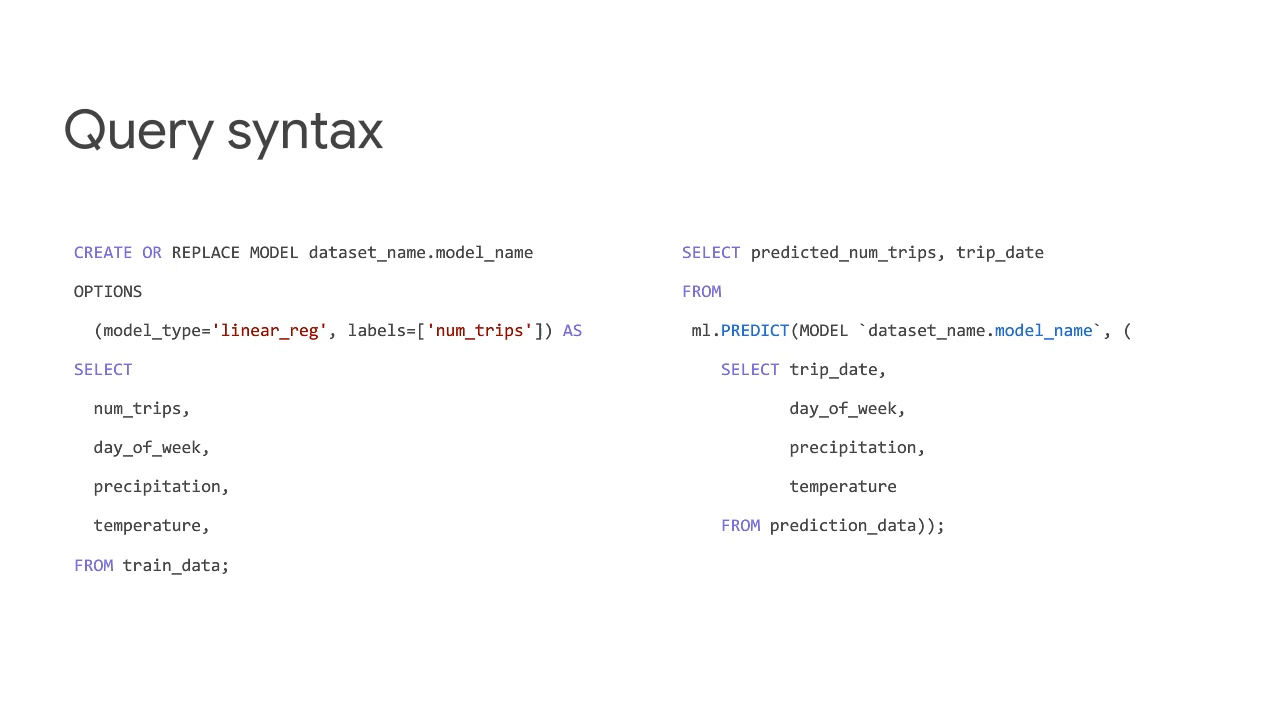 Query syntax
CREATE OR REPLACE MODEL dataset_name.model_name
OPTIONS
(model_type='linear_reg', labels=['num_trips']) AS
SELECT
num_trips,
day_of_week,
precipitation,
temperature,
FROM train_data;
SELECT predicted_num_trips, trip_date
FROM
ml.PREDICT(MODEL `dataset_name.model_name`, (
SELECT trip_date,
day_of_week,
precipitation,
temperature
FROM prediction_data));